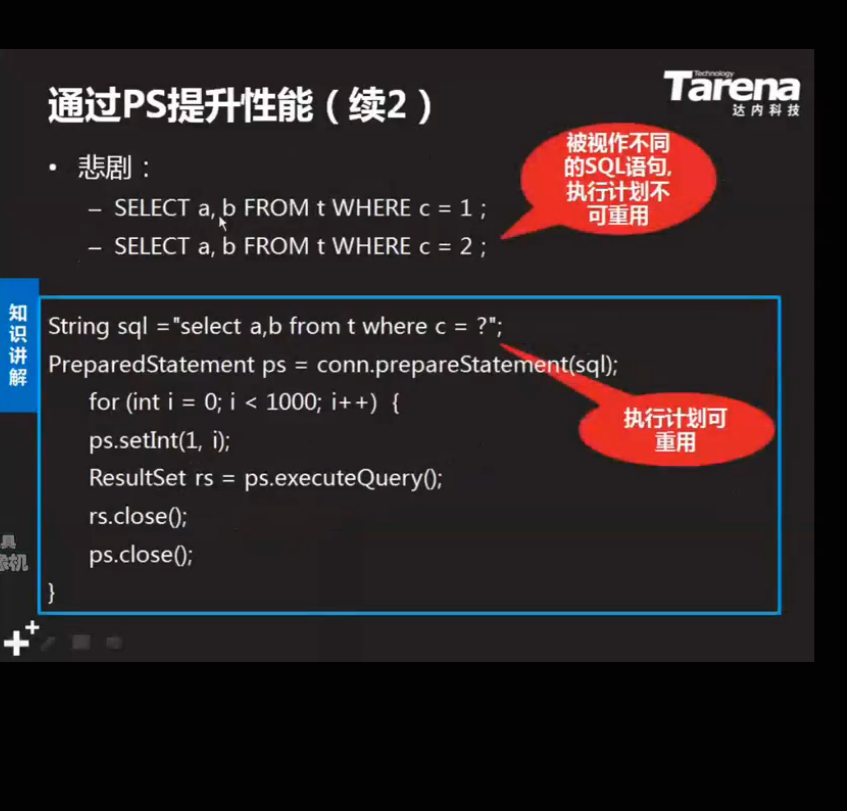 Technology
Tarena
达内科技
通过PS提升性能（续2）
• 悲剧：
– SELECT a, b FROM t WHERE c = 1 ;
– SELECT a, b FROM t WHERE c = 2 ;
被视作不同
的SQL语句,
执行计划不
可重用
知
识
讲
解
String sql ="select a,b from t where c = ?";
PreparedStatement ps = conn.prepareStatement(sql);
for (int i = 0; i < 1000; i++) {
ps.setInt(1, i);
ResultSet rs = ps.executeQuery();
rs.close();
ps.close();
}
执行计划可
重用
具